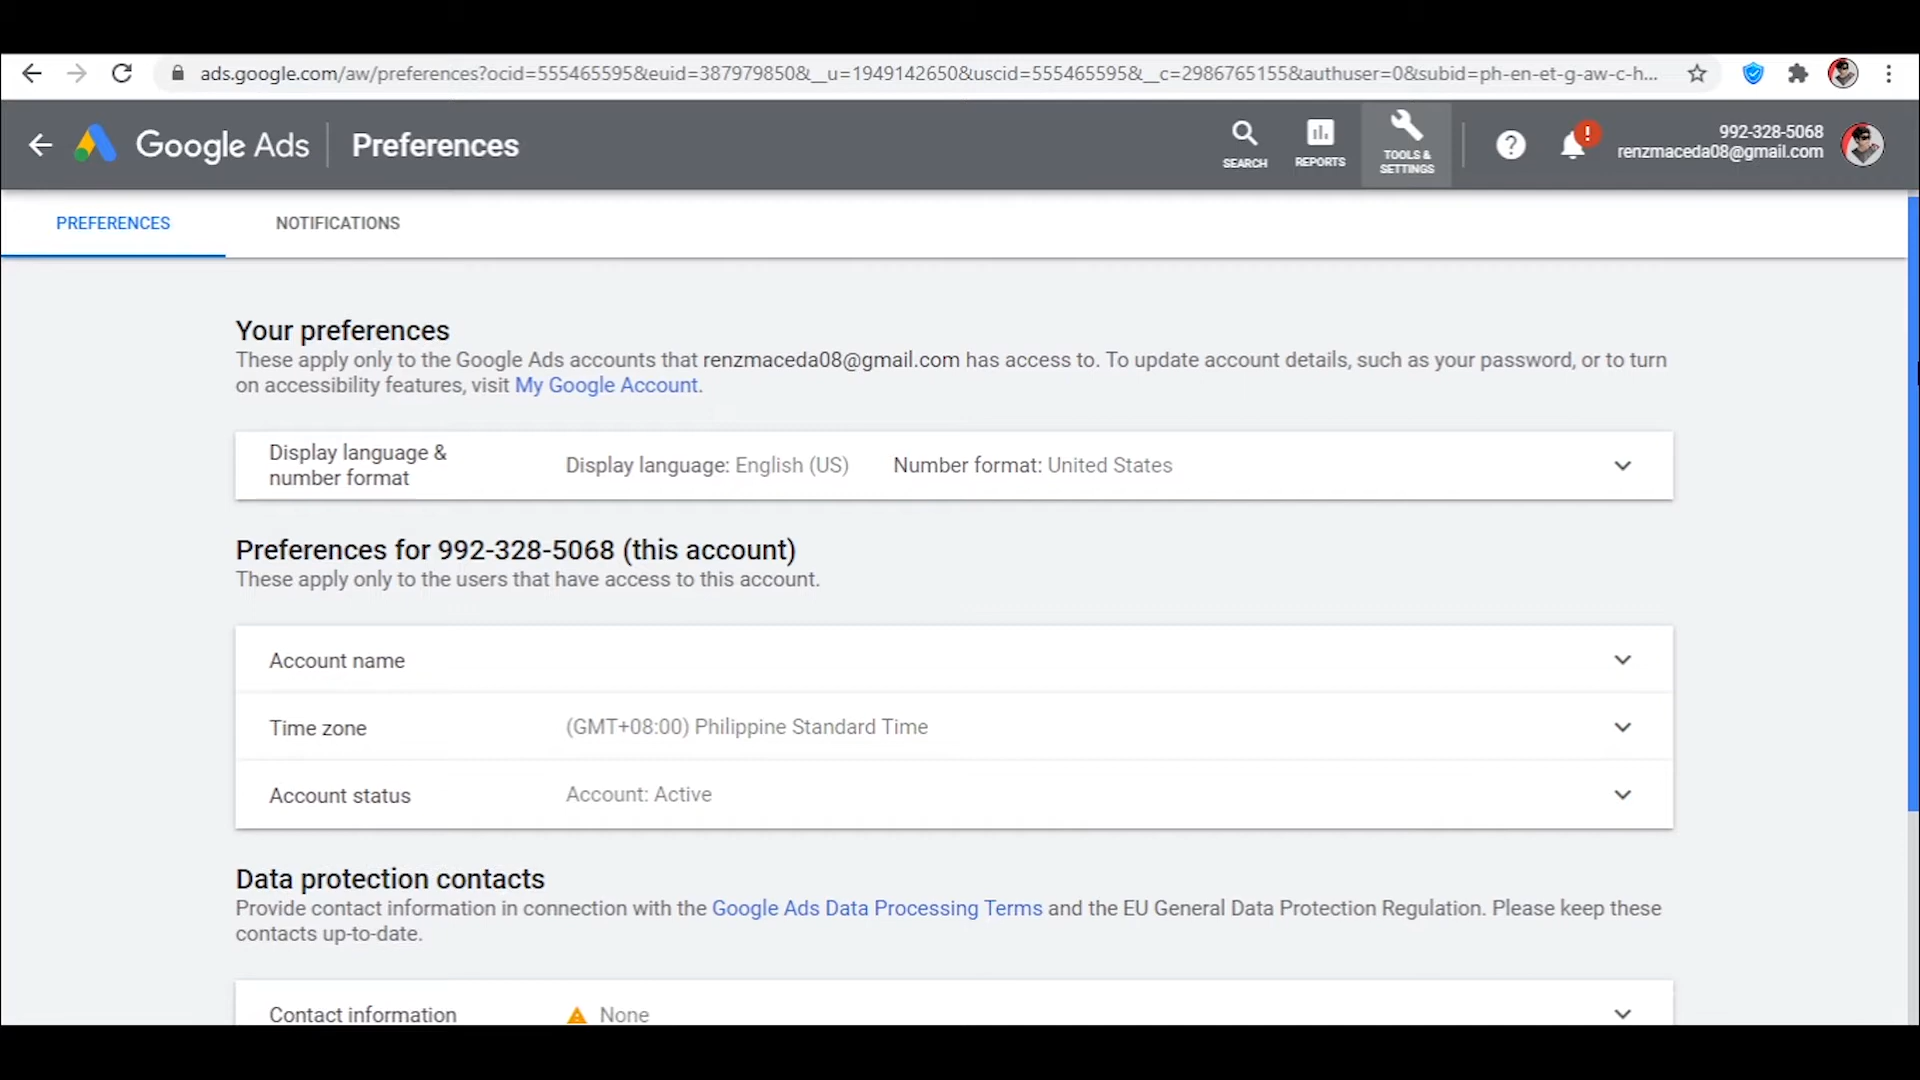 ads.google.com/aw/preferences?ocid=555465595&euid=387979850&__u=1949142650&uscid=555465595&__c=2986765155&authuser=0&subid=ph-en-et-g-aw-c-h...
Google Ads
Preferences
SEARCH
REPORTS
TOOLS &
SETTINGS
?
!
992-328-5068
renzmaceda08@gmail.com
PREFERENCES
NOTIFICATIONS
Your preferences
These apply only to the Google Ads accounts that renzmaceda08@gmail.com has access to. To update account details, such as your password, or to turn
on accessibility features, visit My Google Account.
Display language &
number format
Display language: English (US)
Number format: United States
Preferences for 992-328-5068 (this account)
These apply only to the users that have access to this account.
Account name
Time zone
(GMT+08:00) Philippine Standard Time
Account status
Account: Active
Data protection contacts
Provide contact information in connection with the Google Ads Data Processing Terms and the EU General Data Protection Regulation. Please keep these
contacts up-to-date.
Contact information
None